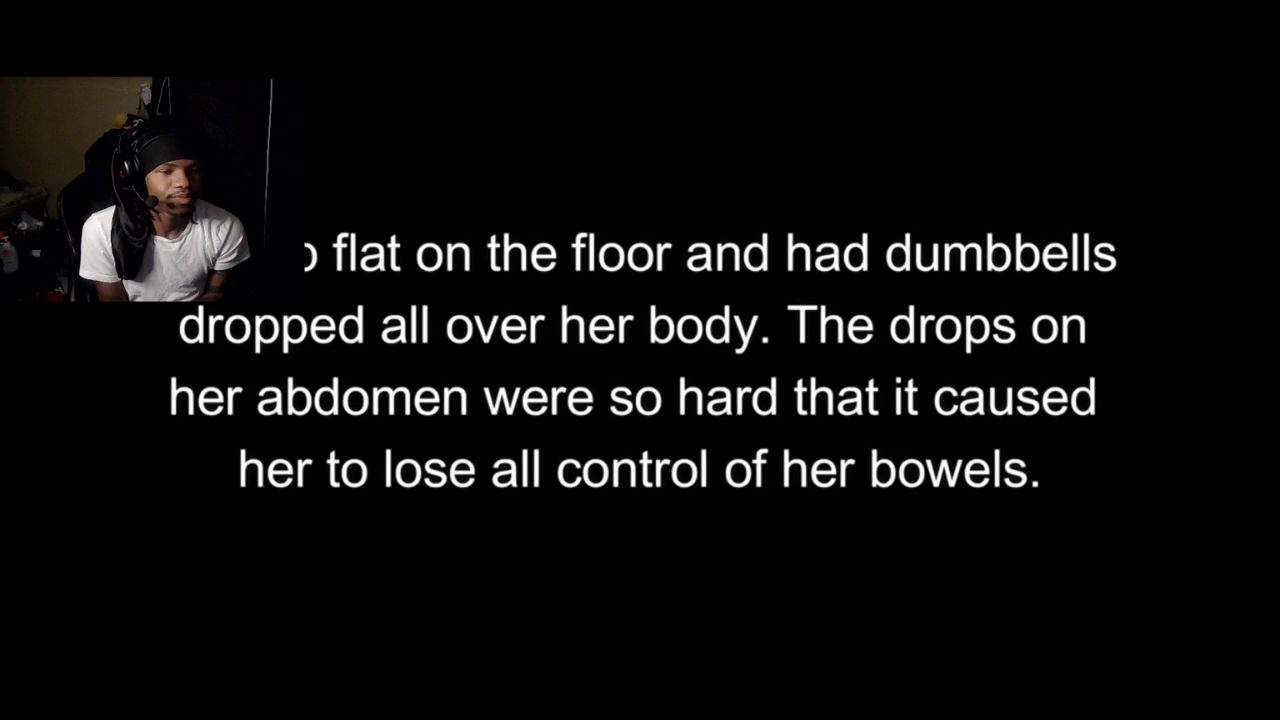 flat on the floor and had dumbbells
dropped all over her body. The drops on
her abdomen were so hard that it caused
her to lose all control of her bowels.